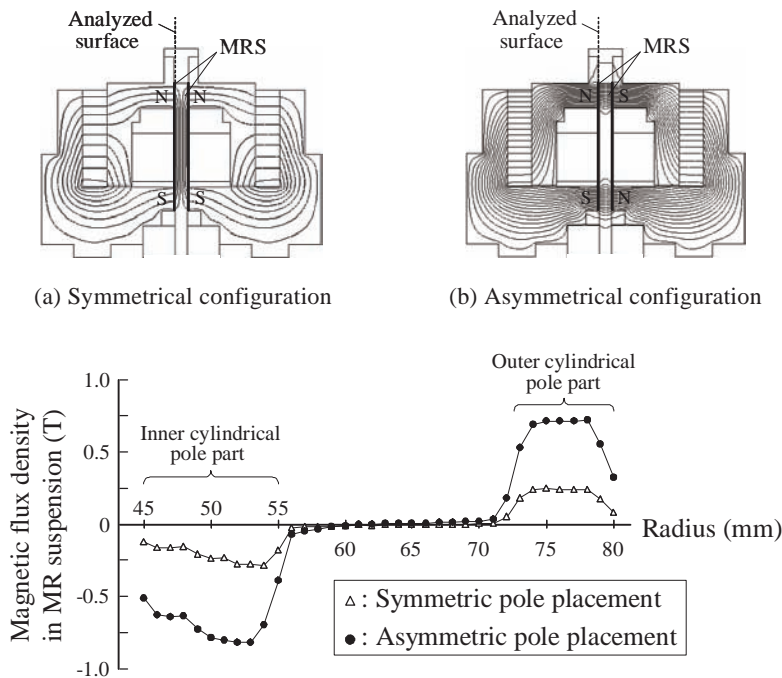 Analyzed
surface
MRS
N N
S S
(a) Symmetrical configuration
Analyzed
surface
MRS
N S
S N
(b) Asymmetrical configuration
Magnetic flux density
in MR suspension (T)
1.0
0.5
0
-0.5
-1.0
Inner cylindrical
pole part
45 50 55
Outer cylindrical
pole part
60 65 70 75 80
Radius (mm)
△ : Symmetric pole placement
● : Asymmetric pole placement